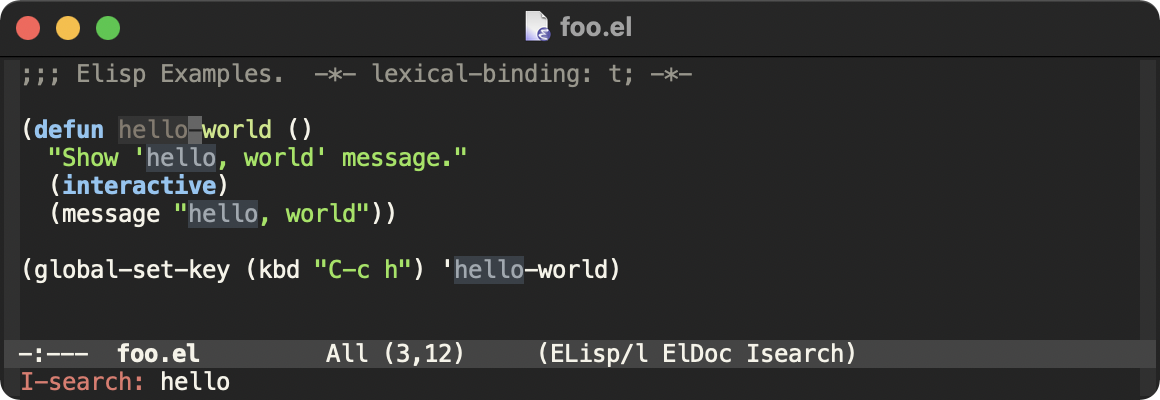 foo.el
;;; Elisp Examples.  -*- lexical-binding: t; -*-
(defun hello-world ()
  "Show 'hello, world' message."
  (interactive)
  (message "hello, world"))
(global-set-key (kbd "C-c h") 'hello-world)
-:---  foo.el         All (3,12)     (ELisp/l ElDoc Isearch)
I-search: hello